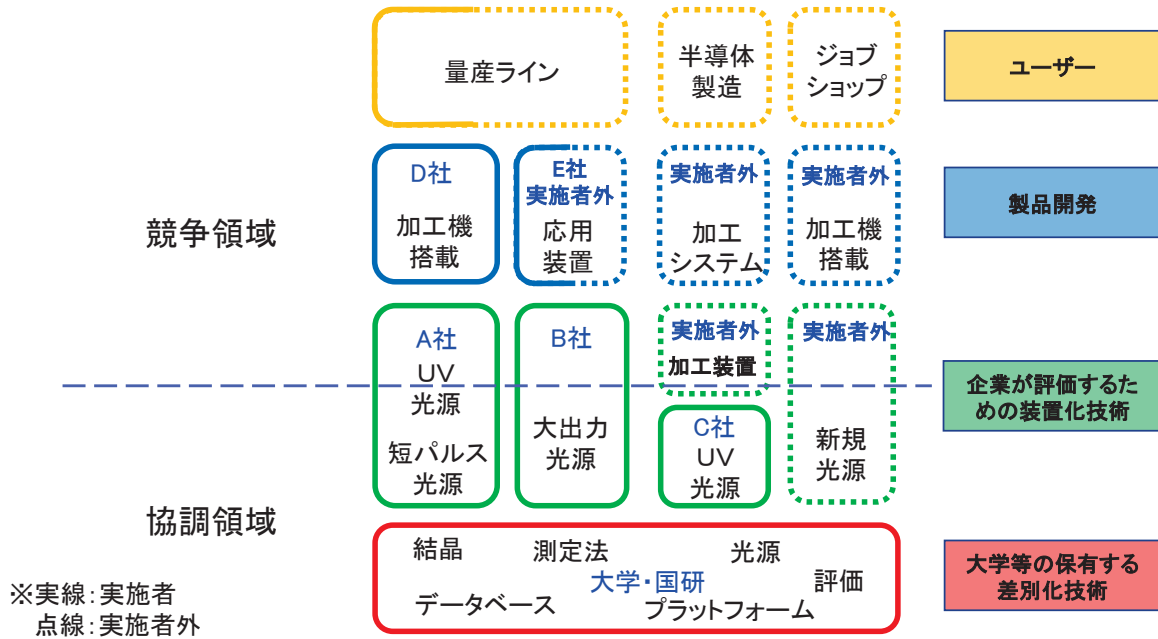 量産ライン
半導体
製造
ジョブ
ショップ
ユーザー
競争領域
D社
加工機
搭載
E社
実施者外
応用
装置
実施者外
加工
システム
実施者外
加工機
搭載
製品開発
A社
UV
光源
短パルス
光源
B社
大出力
光源
実施者外
加工装置
C社
UV
光源
実施者外
新規
光源
企業が評価するた
めの装置化技術
協調領域
結晶
測定法
光源
大学・国研
評価
データベース
プラットフォーム
大学等の保有する
差別化技術
※実線:実施者
点線:実施者外